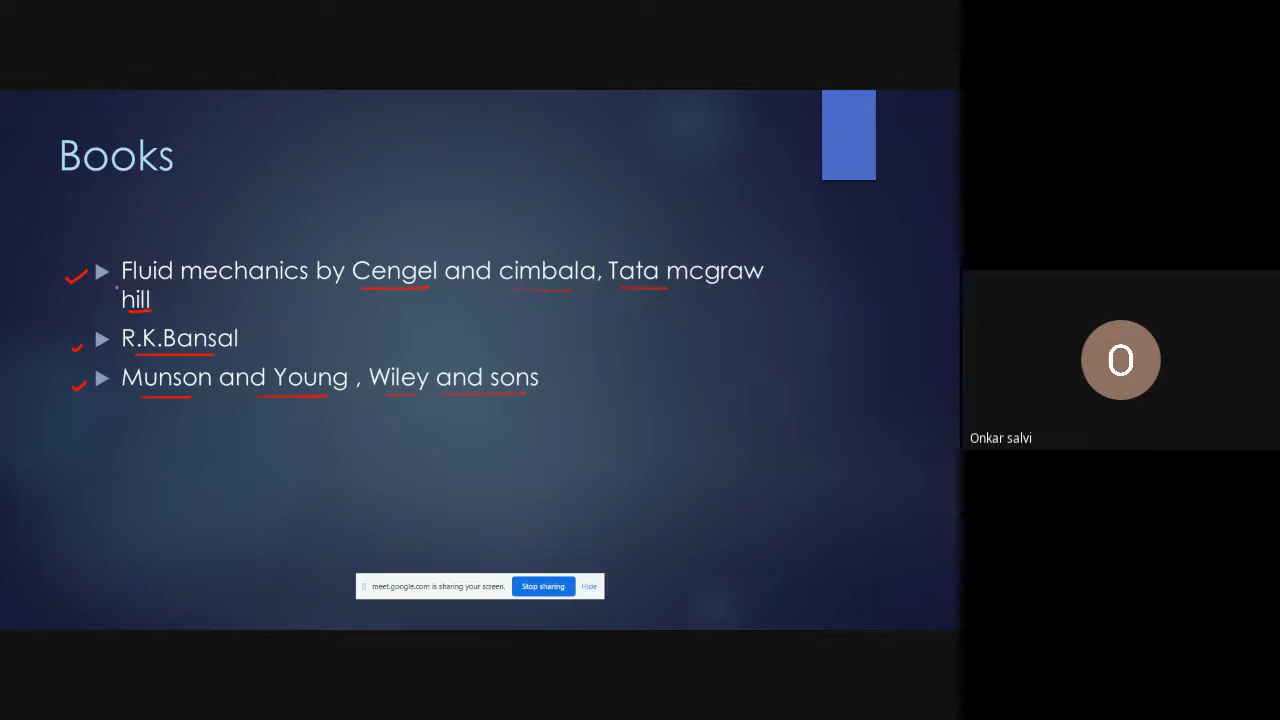 Books
Fluid mechanics by Cengel and cimbala, Tata mcgraw
hill
R.K.Bansal
Munson and Young , Wiley and sons
meet.google.com is sharing your screen. Stop sharing Hide
O
Onkar salvi